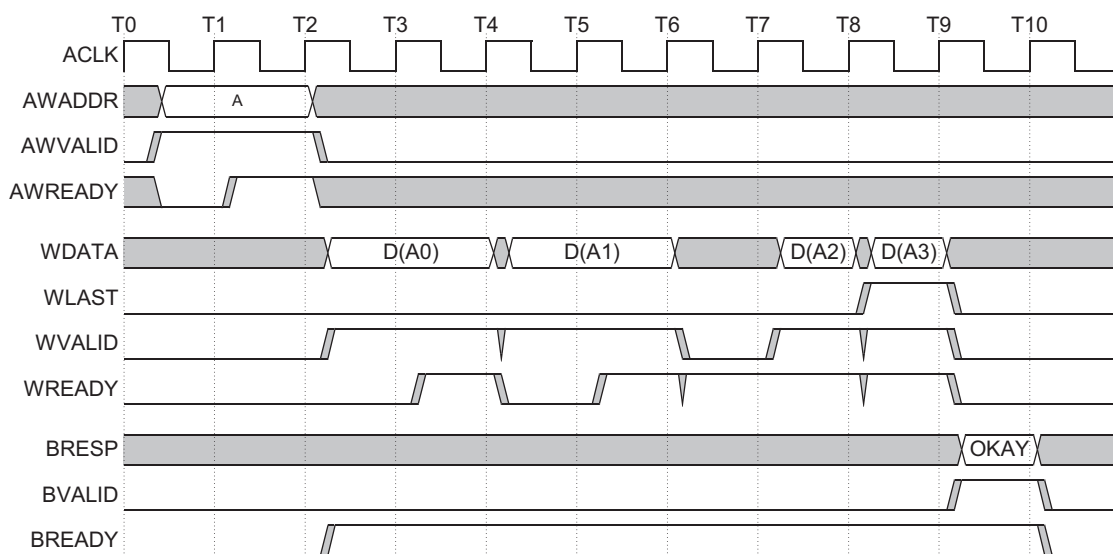 T0 T1 T2 T3 T4 T5 T6 T7 T8 T9 T10
ACLK
AWADDR A
AWVALID
AWREADY
WDATA D(A0) D(A1) D(A2) D(A3)
WLAST
WVALID
WREADY
BRESP OKAY
BVALID
BREADY